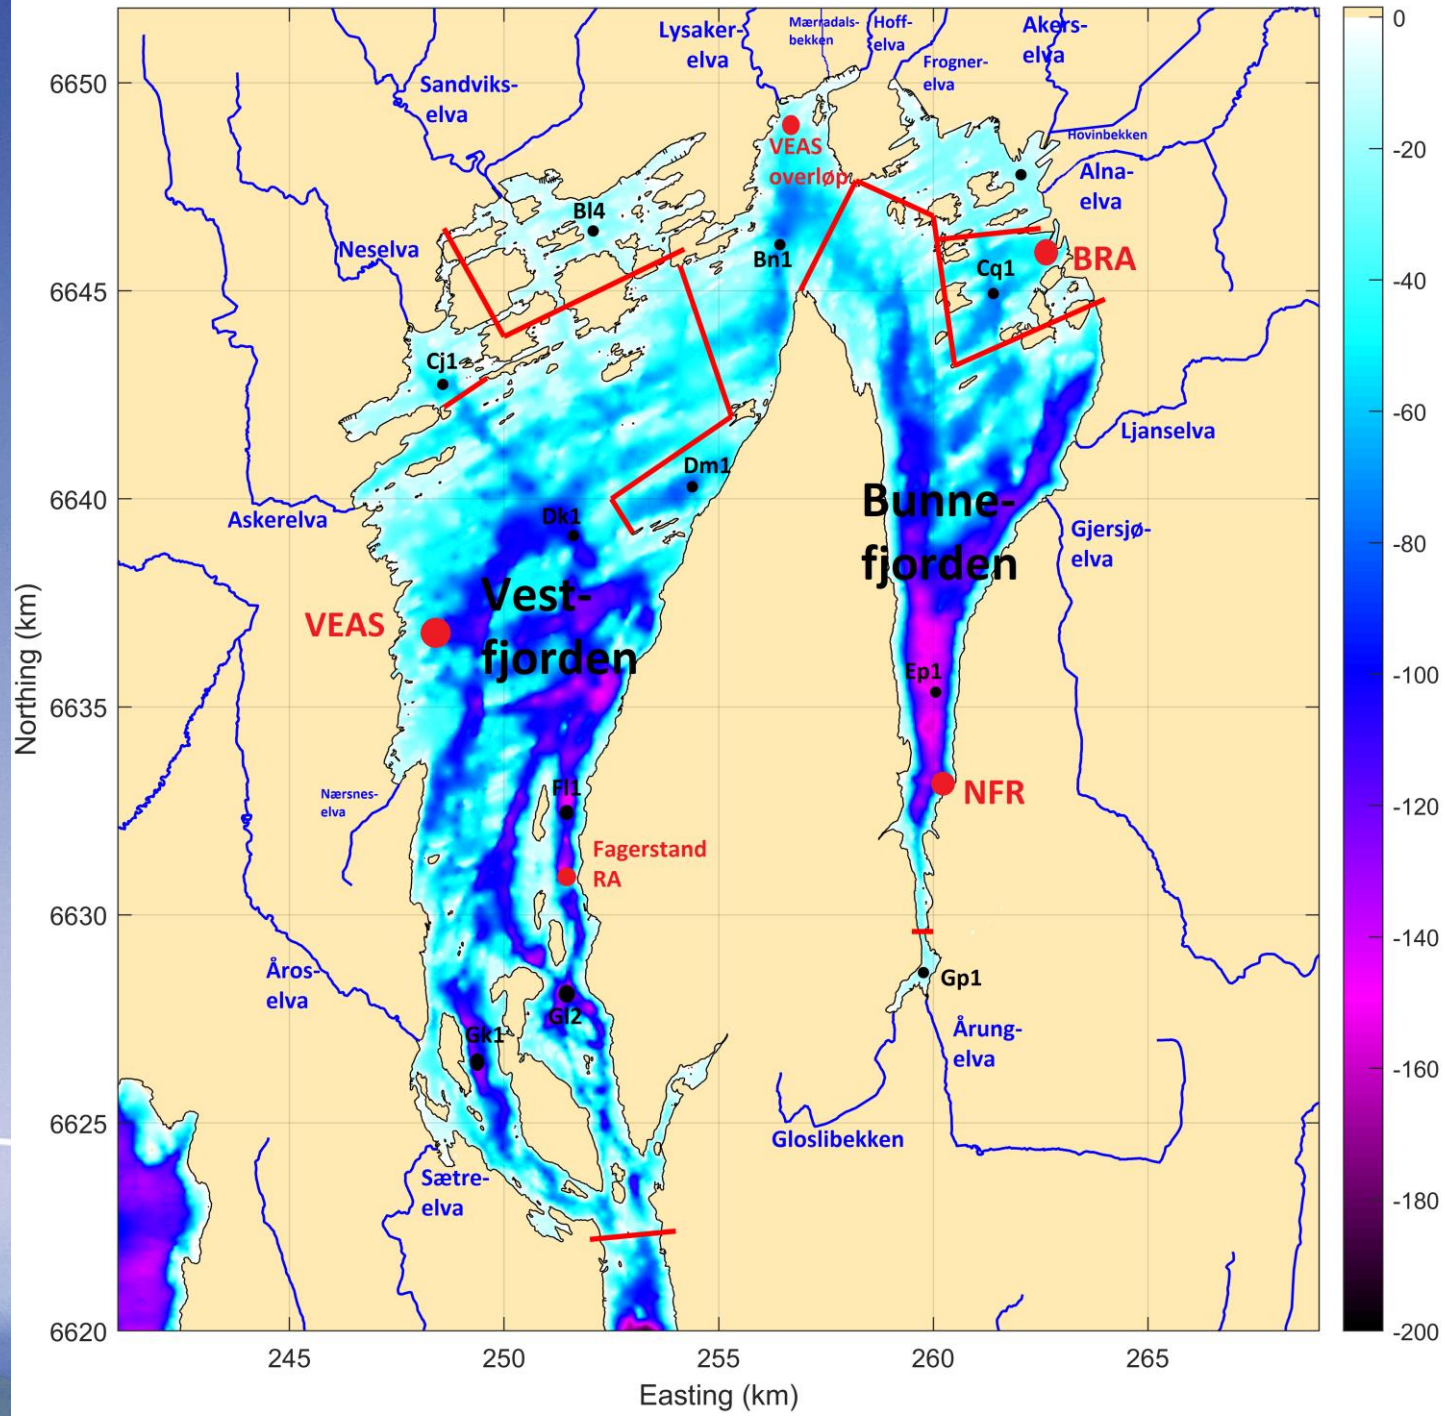 Lysaker-
elva
Mærradals-
bekken
Hoff-
elva
Akers-
elva
Frogner-
elva
Sandviks-
elva
Hovinbekken
VEAS
overløp
Alna-
elva
Bl4
Neselva
Bn1
BRA
Cq1
Cj1
Ljanselva
Dm1
Askerelva
Dk1
Bunne-
fjorden
Gjersjø-
elva
Vest-
fjorden
VEAS
Ep1
Nærsnes-
elva
Fl1
NFR
Fagerstand
RA
Åros-
elva
Gp1
Gl2
Gk1
Årung-
elva
Gloslibekken
Sætre-
elva
6650
6645
6640
6635
6630
6625
6620
Northing (km)
245
250
255
260
265
Easting (km)
0
-20
-40
-60
-80
-100
-120
-140
-160
-180
-200